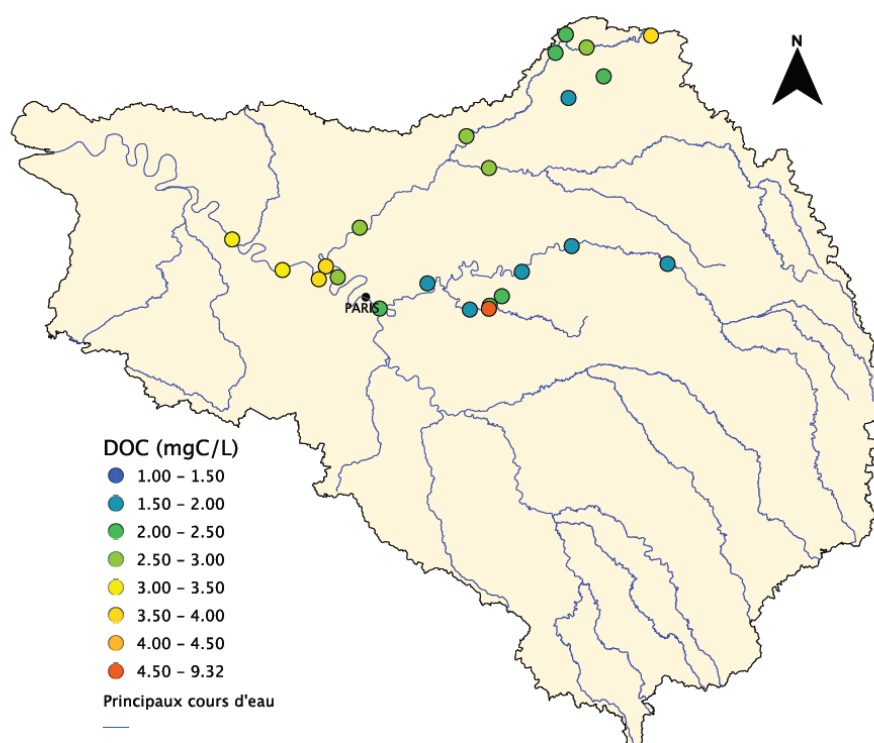 N
PARIS
DOC (mgC/L)
1.00 – 1.50
1.50 – 2.00
2.00 – 2.50
2.50 – 3.00
3.00 – 3.50
3.50 – 4.00
4.00 – 4.50
4.50 – 9.32
Principaux cours d'eau